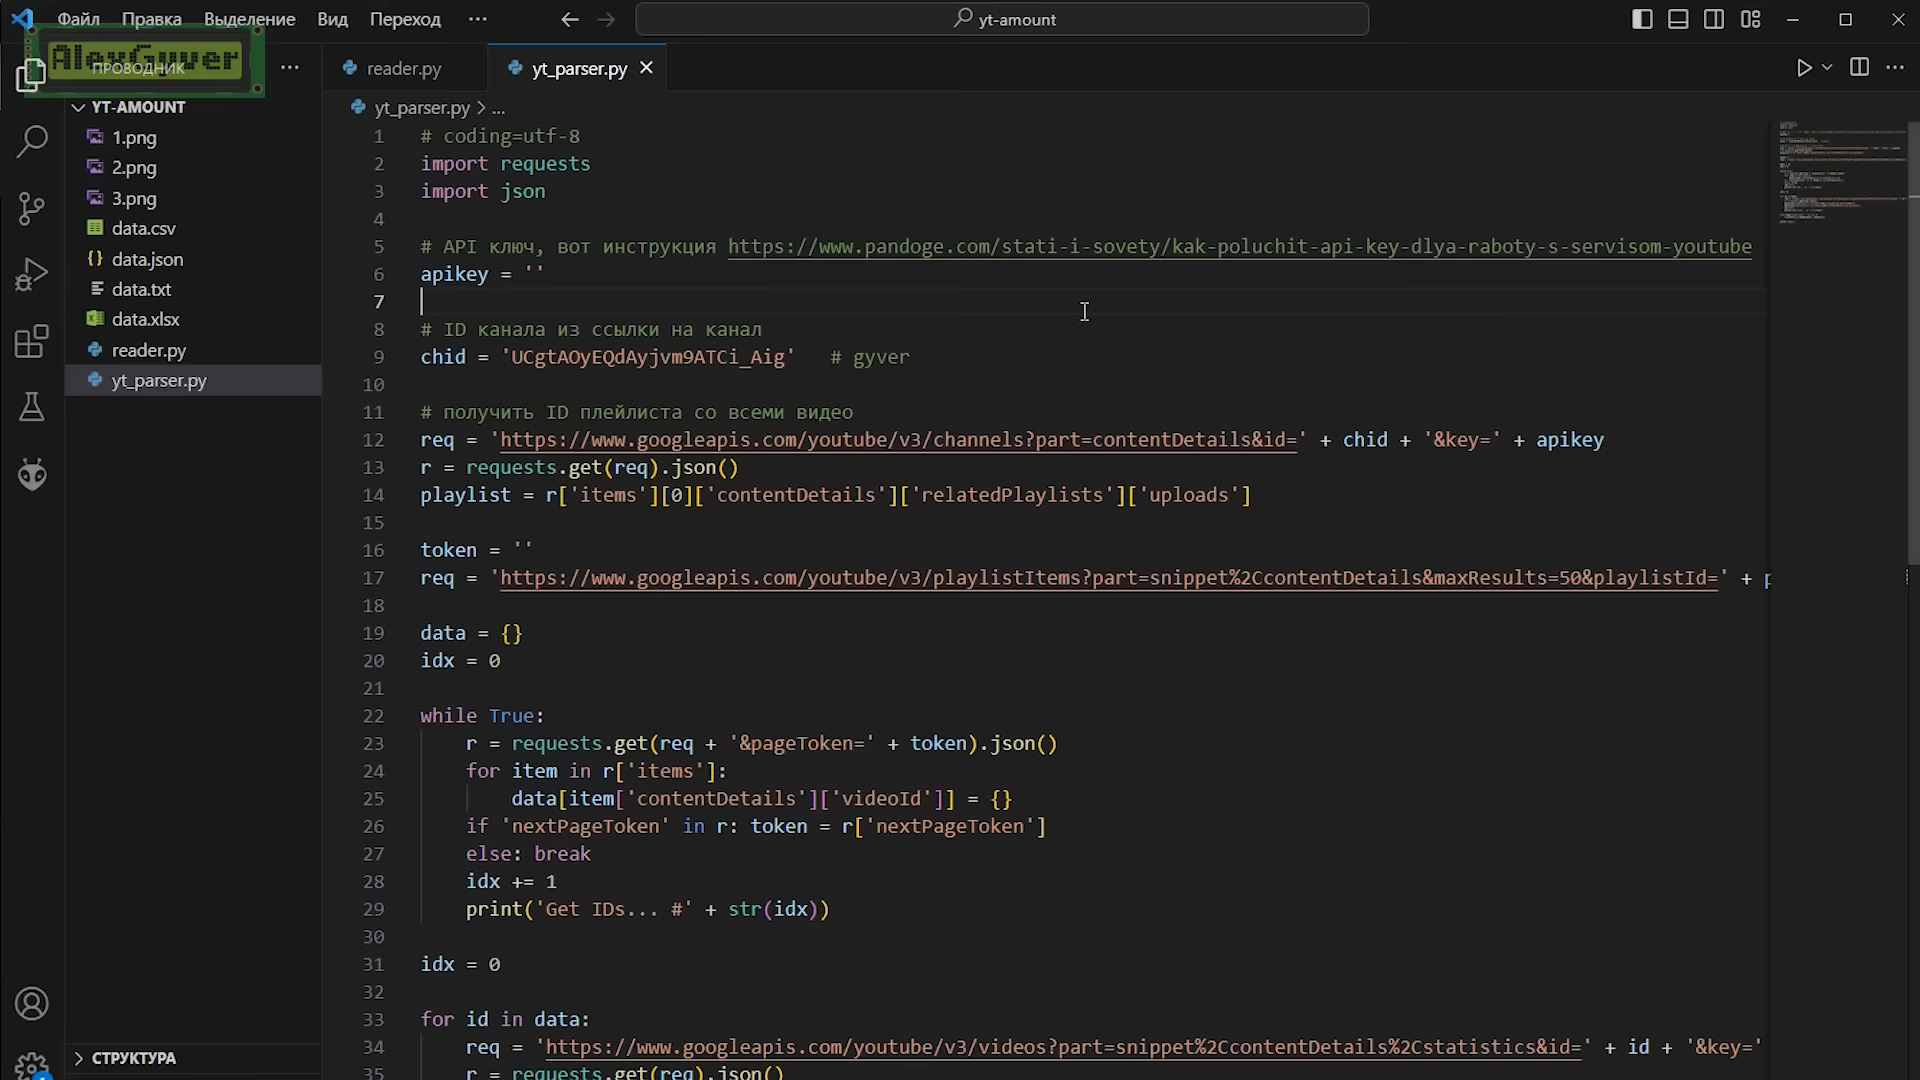 Файл Правка Выделение Вид Переход ···
yt-amount
AlexGyver
ПРОВОДНИК
reader.py
yt_parser.py
YT-AMOUNT
1.png
2.png
3.png
data.csv
data.json
data.txt
data.xlsx
reader.py
yt_parser.py
СТРУКТУРА
yt_parser.py > ...
1 # coding=utf-8
2 import requests
3 import json
4
5 # API ключ, вот инструкция https://www.pandoge.com/stati-i-sovety/kak-poluchit-api-key-dlya-raboty-s-servisom-youtube
6 apikey = ''
7
8 # ID канала из ссылки на канал
9 chid = 'UCgtAOyEQdAyjvm9ATCi_Aig' # gyver
10
11 # получить ID плейлиста со всеми видео
12 req = 'https://www.googleapis.com/youtube/v3/channels?part=contentDetails&id=' + chid + '&key=' + apikey
13 r = requests.get(req).json()
14 playlist = r['items'][0]['contentDetails']['relatedPlaylists']['uploads']
15
16 token = ''
17 req = 'https://www.googleapis.com/youtube/v3/playlistItems?part=snippet%2CcontentDetails&maxResults=50&playlistId=' + p
18
19 data = {}
20 idx = 0
21
22 while True:
23 r = requests.get(req + '&pageToken=' + token).json()
24 for item in r['items']:
25 data[item['contentDetails']['videoId']] = {}
26 if 'nextPageToken' in r: token = r['nextPageToken']
27 else: break
28 idx += 1
29 print('Get IDs... #' + str(idx))
30
31 idx = 0
32
33 for id in data:
34 req = 'https://www.googleapis.com/youtube/v3/videos?part=snippet%2CcontentDetails%2Cstatistics&id=' + id + '&key='
35 r = requests.get(req).json()